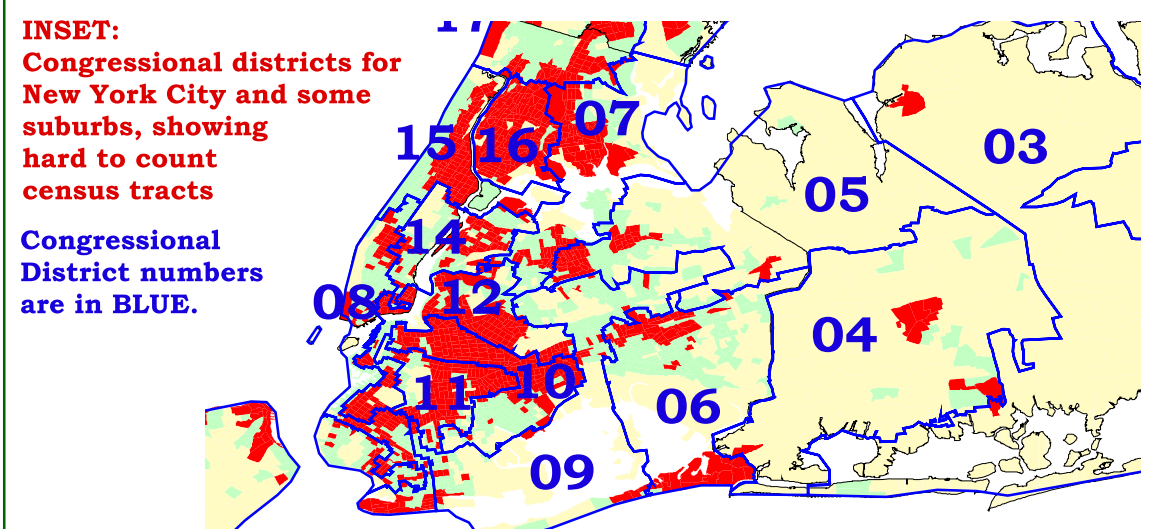 INSET:
Congressional districts for
New York City and some
suburbs, showing
hard to count
census tracts
Congressional
District numbers
are in BLUE.
17
07
15
16
03
05
14
08
12
04
11
10
06
09